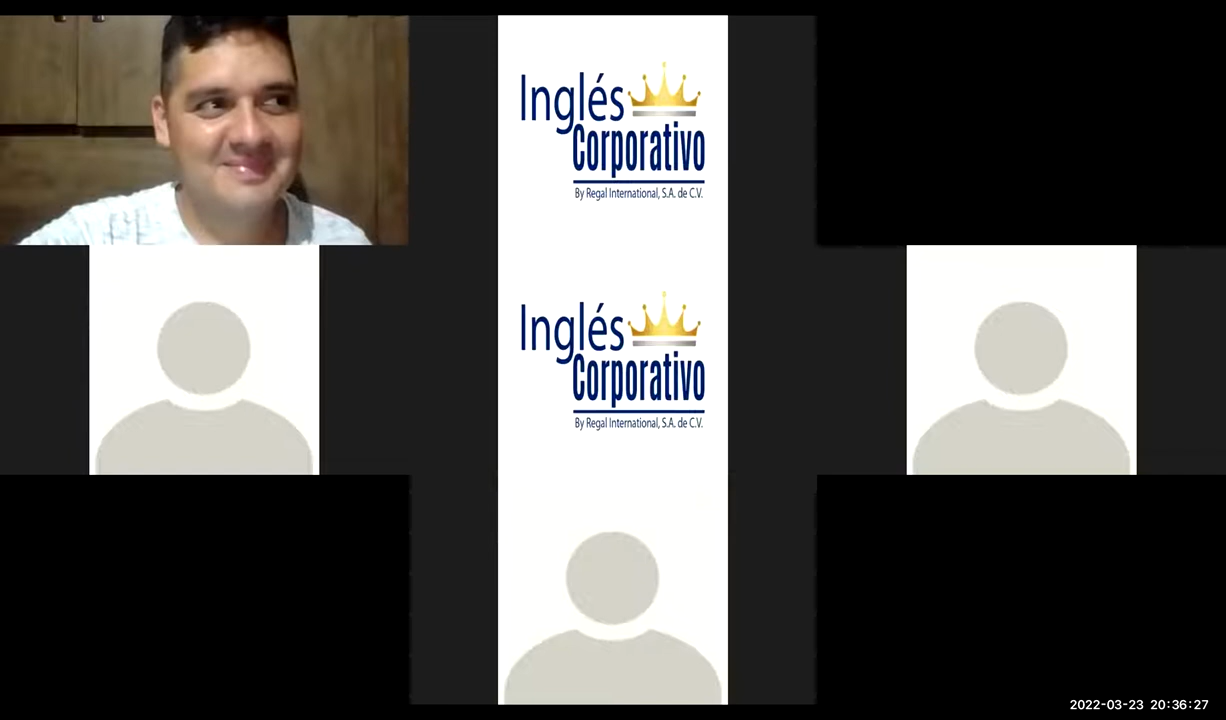 Inglés
Corporativo
By Regal International, S.A. de C.V.
Inglés
Corporativo
By Regal International, S.A. de C.V.
2022-03-23 20:36:27